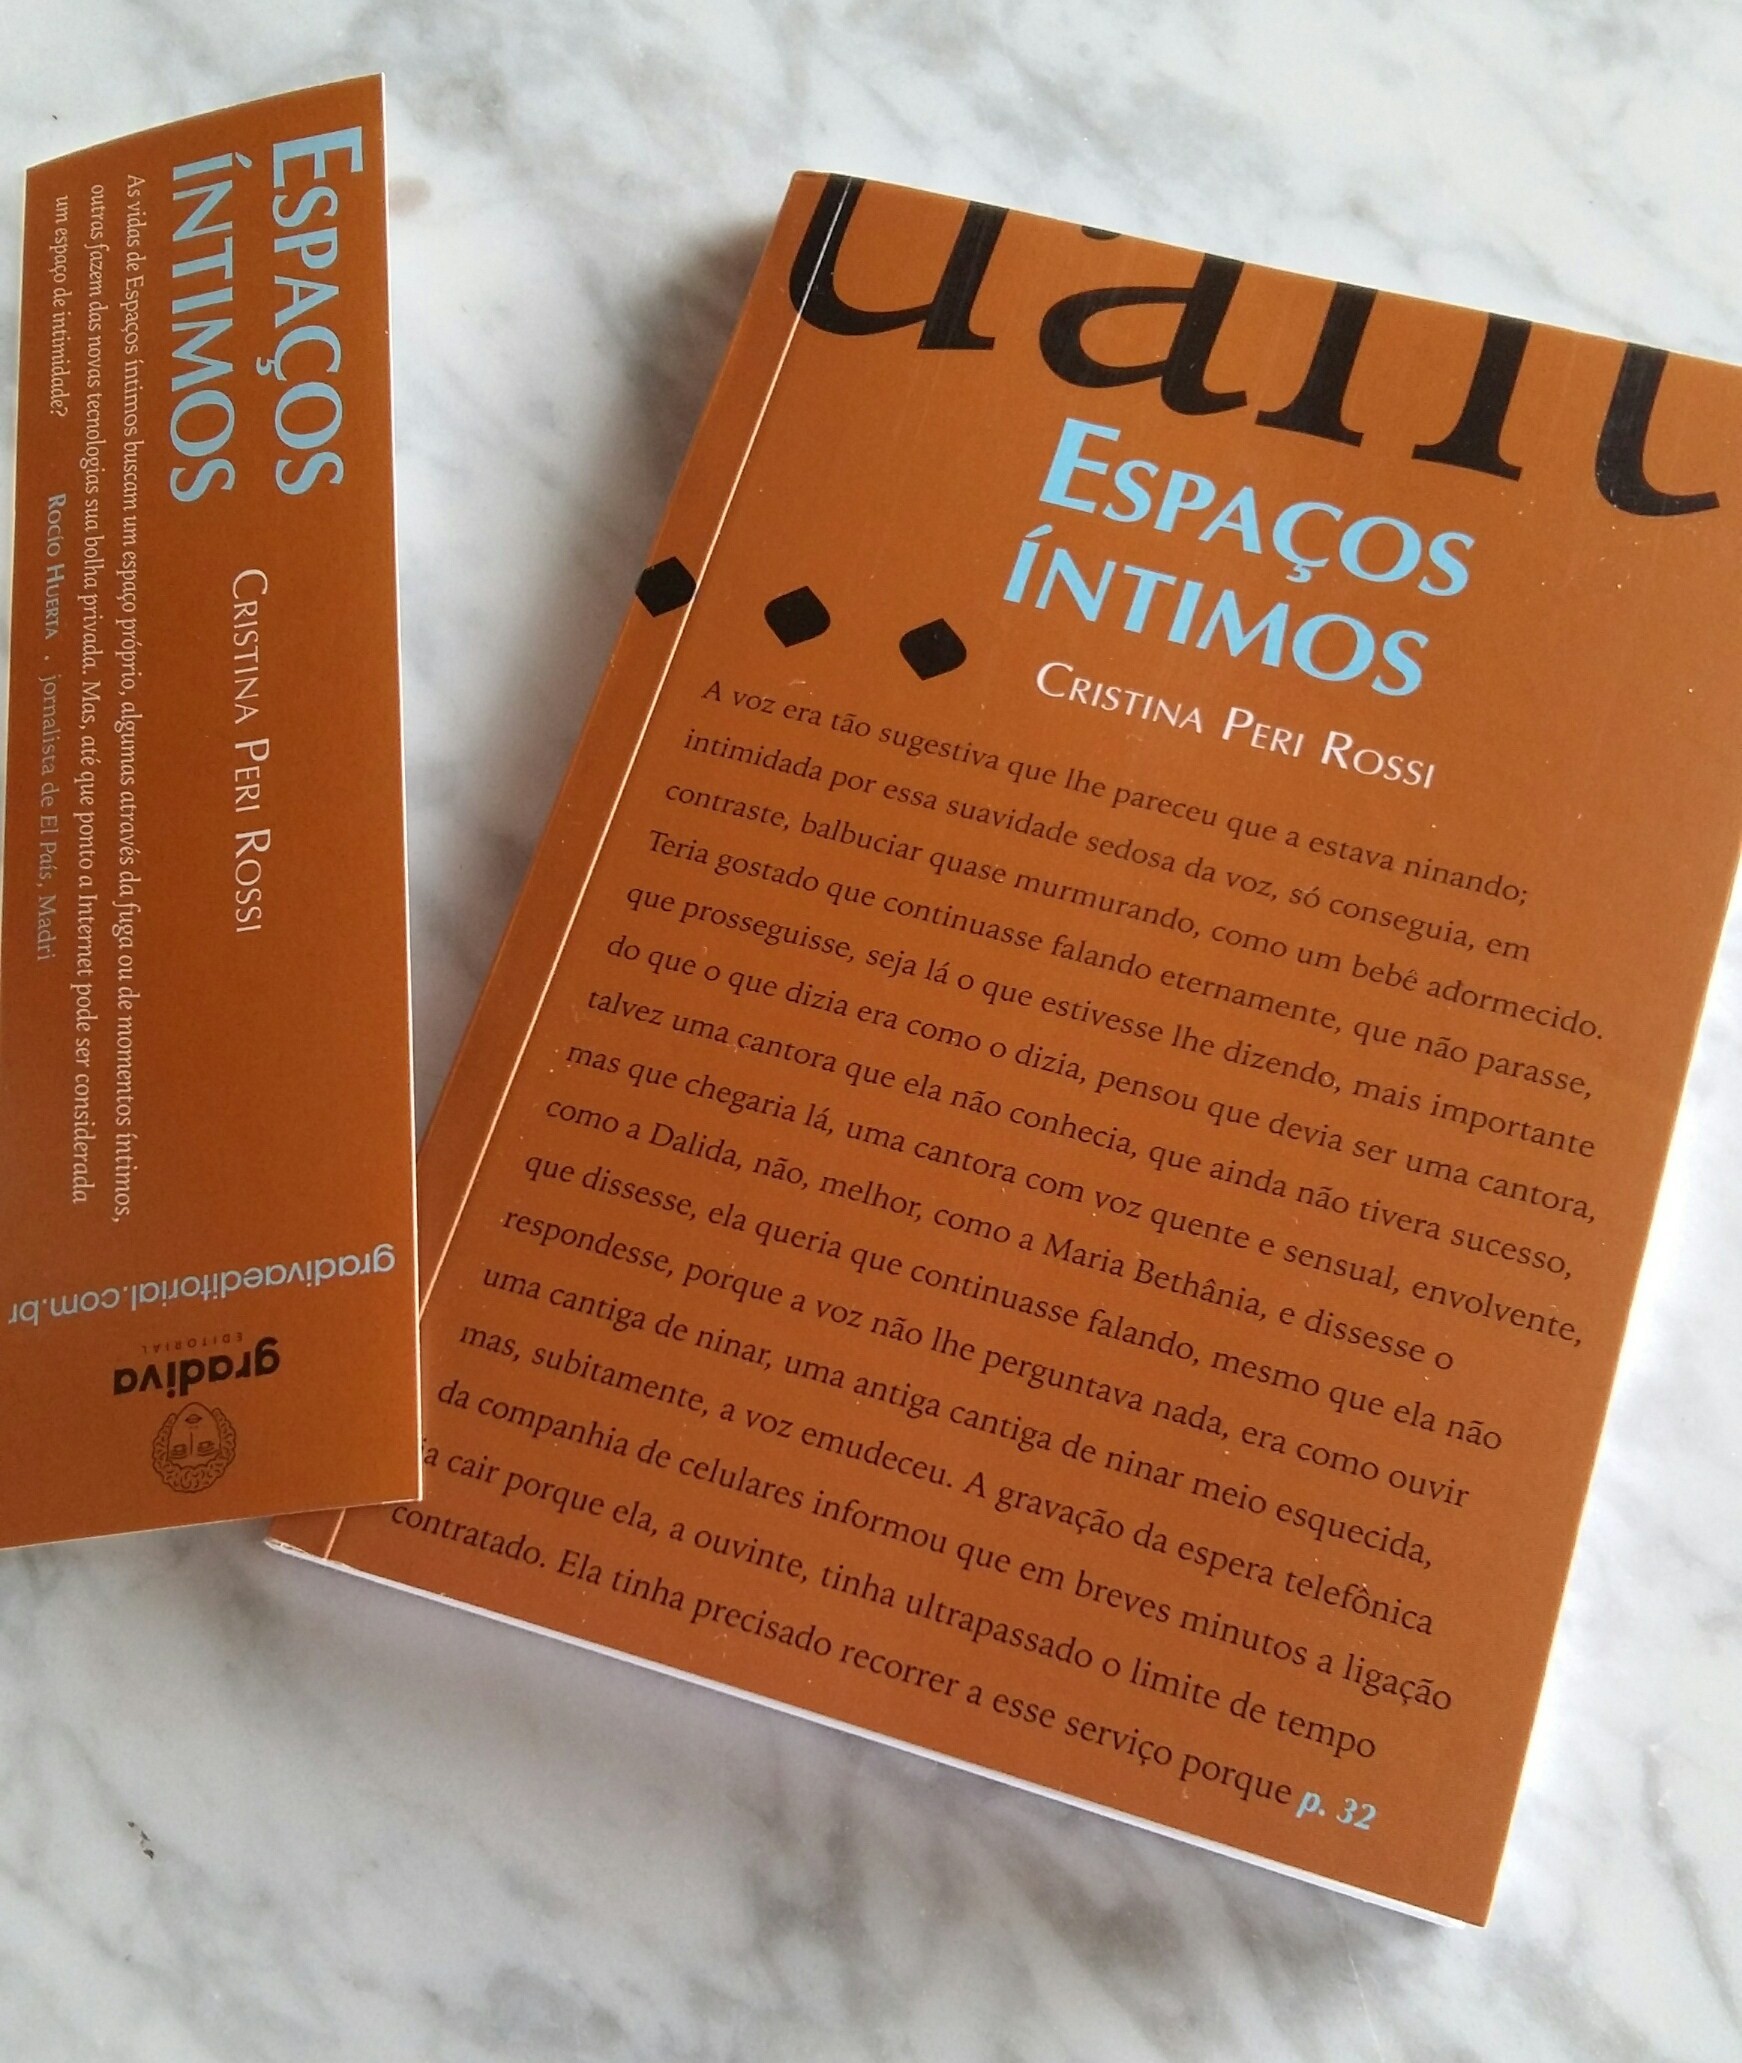 ESPAÇOS
ÍNTIMOS
CRISTINA PERI ROSSI
As vidas de Espaços íntimos buscam um espaço próprio, algumas através da fuga ou de momentos íntimos,
outras fazem das novas tecnologias sua bolha privada. Mas, até que ponto a Internet pode ser considerada
um espaço de intimidade?
ROCÍO HUERTA . jornalista de El País, Madri
gradivaeditorial.com.br
gradiva
EDITORIAL
ESPAÇOS
ÍNTIMOS
CRISTINA PERI ROSSI
A voz era tão sugestiva que lhe pareceu que a estava ninando;
intimidada por essa suavidade sedosa da voz, só conseguia, em
contraste, balbuciar quase murmurando, como um bebê adormecido.
Teria gostado que continuasse falando eternamente, que não parasse,
que prosseguisse, seja lá o que estivesse lhe dizendo, mais importante
do que o que dizia era como o dizia, pensou que devia ser uma cantora,
talvez uma cantora que ela não conhecia, que ainda não tivera sucesso,
mas que chegaria lá, uma cantora com voz quente e sensual, envolvente,
como a Dalida, não, melhor, como a Maria Bethânia, e dissesse o
que dissesse, ela queria que continuasse falando, mesmo que ela não
respondesse, porque a voz não lhe perguntava nada, era como ouvir
uma cantiga de ninar, uma antiga cantiga de ninar meio esquecida,
mas, subitamente, a voz emudeceu. A gravação da espera telefônica
da companhia de celulares informou que em breves minutos a ligação
ia cair porque ela, a ouvinte, tinha ultrapassado o limite de tempo
contratado. Ela tinha precisado recorrer a esse serviço porque p. 32